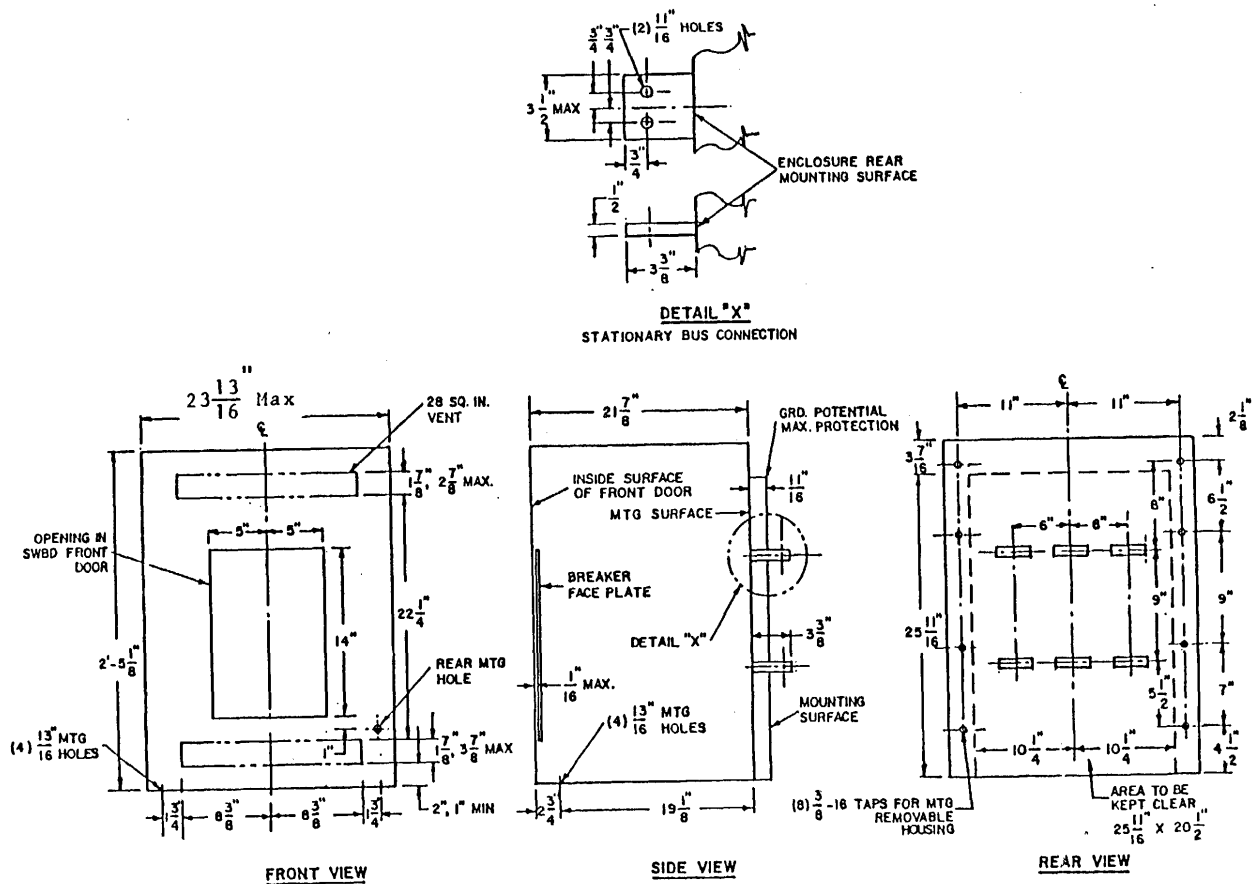 3/4" 3/4" (2) 11/16" HOLES
3 1/2" MAX
3/4"
ENCLOSURE REAR
MOUNTING SURFACE
1/2"
3 3/8"
DETAIL "X"
STATIONARY BUS CONNECTION
23 13/16" Max
28 SQ. IN.
VENT
℄
1 7/8", 2 7/8" MAX.
OPENING IN
SWBD FRONT
DOOR
5" 5"
14"
22 1/4"
2'-5 1/8"
REAR MTG
HOLE
(4) 13/16" MTG
HOLES
1"
1 7/8", 3 7/8" MAX
2", 1" MIN
1 3/4" 8 3/8" 8 3/8" 1 3/4"
FRONT VIEW
21 7/8"
GRD. POTENTIAL
MAX. PROTECTION
11/16"
INSIDE SURFACE
OF FRONT DOOR
MTG SURFACE
BREAKER
FACE PLATE
DETAIL "X"
3 3/8"
1/16" MAX.
(4) 13/16" MTG
HOLES
MOUNTING
SURFACE
2 3/4" 19 1/8"
SIDE VIEW
℄
11" 11"
2 1/8"
3 7/16"
8"
6 1/2"
6" 6"
9"
9"
25 11/16"
5 1/2"
7"
10 1/4" 10 1/4"
4 1/2"
(8) 3/8-16 TAPS FOR MTG
REMOVABLE
HOUSING
AREA TO BE
KEPT CLEAR
25 11/16" X 20 1/2"
REAR VIEW